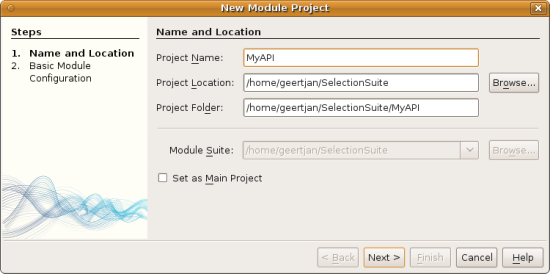 New Module Project
Steps
1. Name and Location
2. Basic Module
Configuration
Name and Location
Project Name: MyAPI
Project Location: /home/geertjan/SelectionSuite Browse...
Project Folder: /home/geertjan/SelectionSuite/MyAPI
Module Suite: /home/geertjan/SelectionSuite Browse...
Set as Main Project
< Back Next > Finish Cancel Help